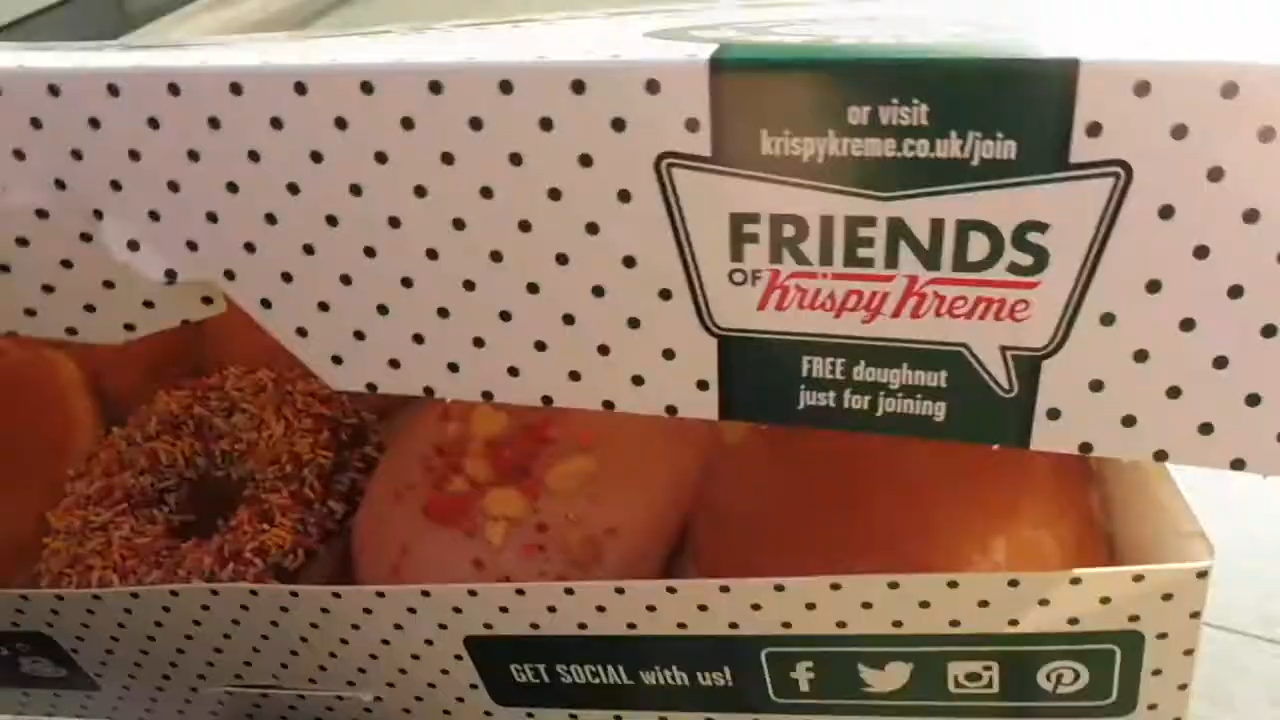 or visit
krispykreme.co.uk/join
FRIENDS
OF Krispy Kreme
FREE doughnut
just for joining
GET SOCIAL with us!